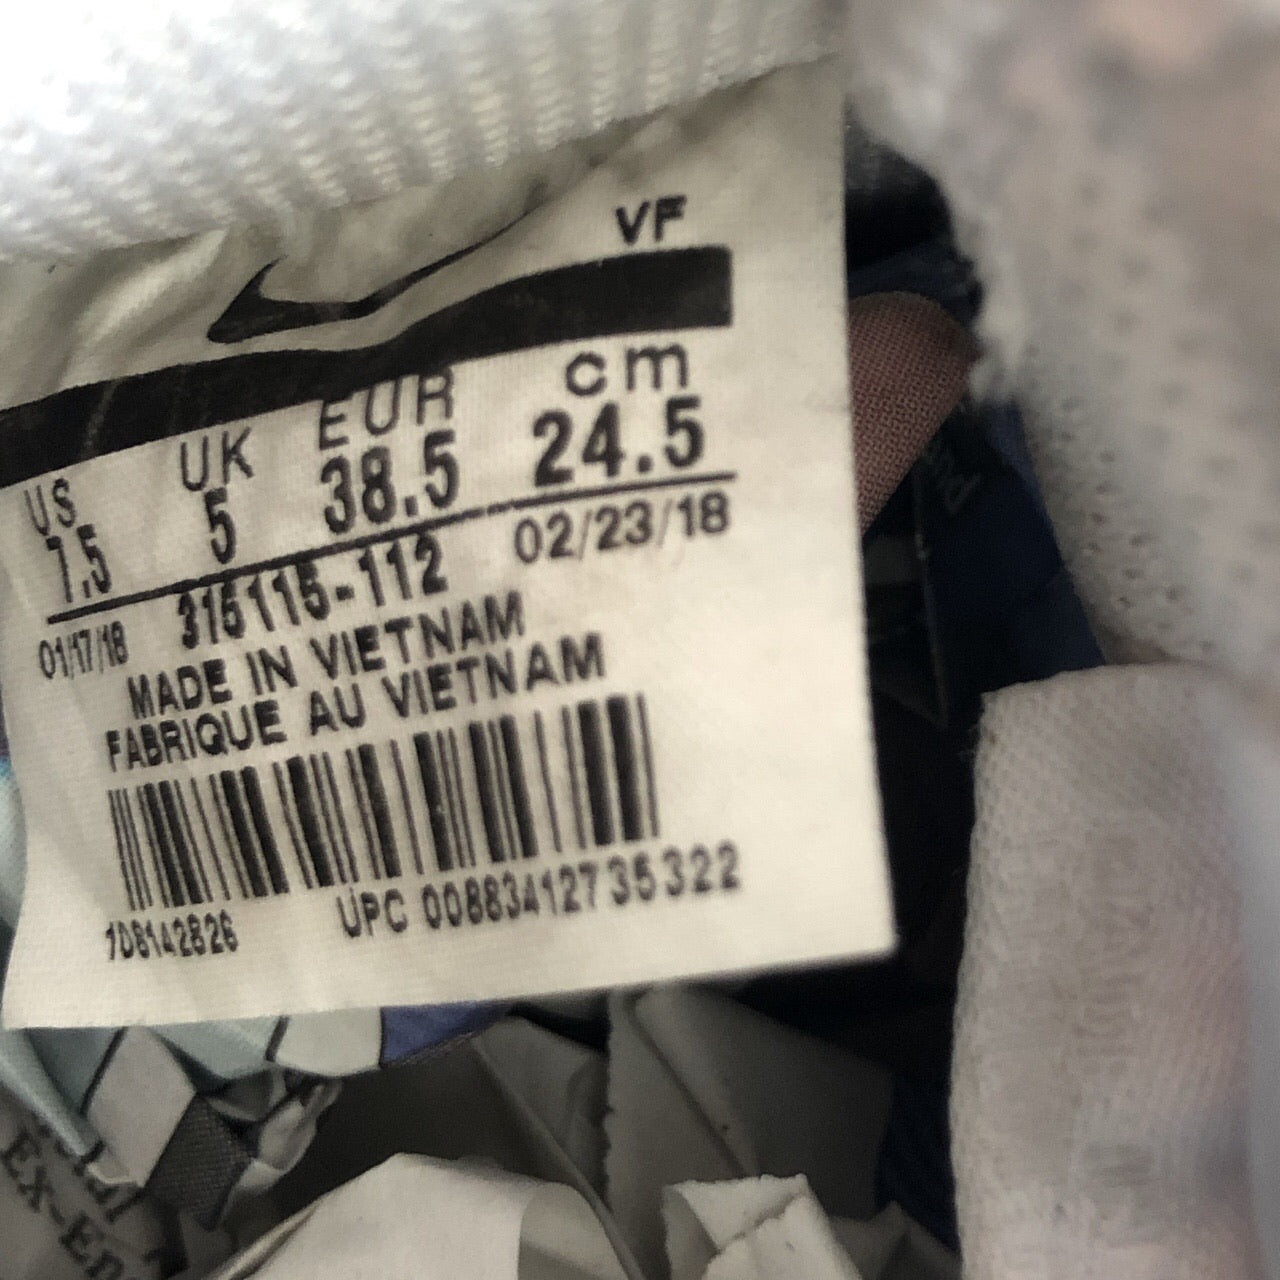 VF
US UK EUR cm
7.5 5 38.5 24.5
01/17/18 315115-112 02/23/18
MADE IN VIETNAM
FABRIQUE AU VIETNAM
108142826 UPC 00883412735322